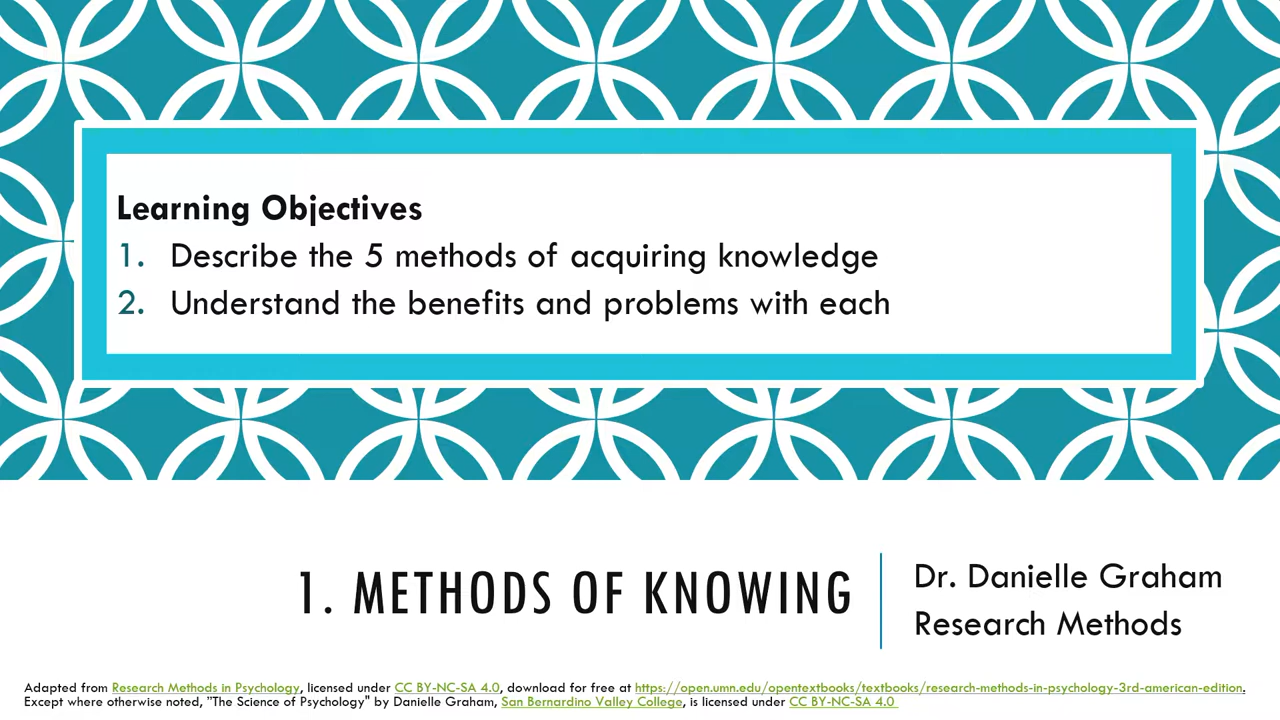 Learning Objectives
1. Describe the 5 methods of acquiring knowledge
2. Understand the benefits and problems with each
1. METHODS OF KNOWING
Dr. Danielle Graham
Research Methods
Adapted from Research Methods in Psychology, licensed under CC BY-NC-SA 4.0, download for free at https://open.umn.edu/opentextbooks/textbooks/research-methods-in-psychology-3rd-american-edition.
Except where otherwise noted, "The Science of Psychology" by Danielle Graham, San Bernardino Valley College, is licensed under CC BY-NC-SA 4.0